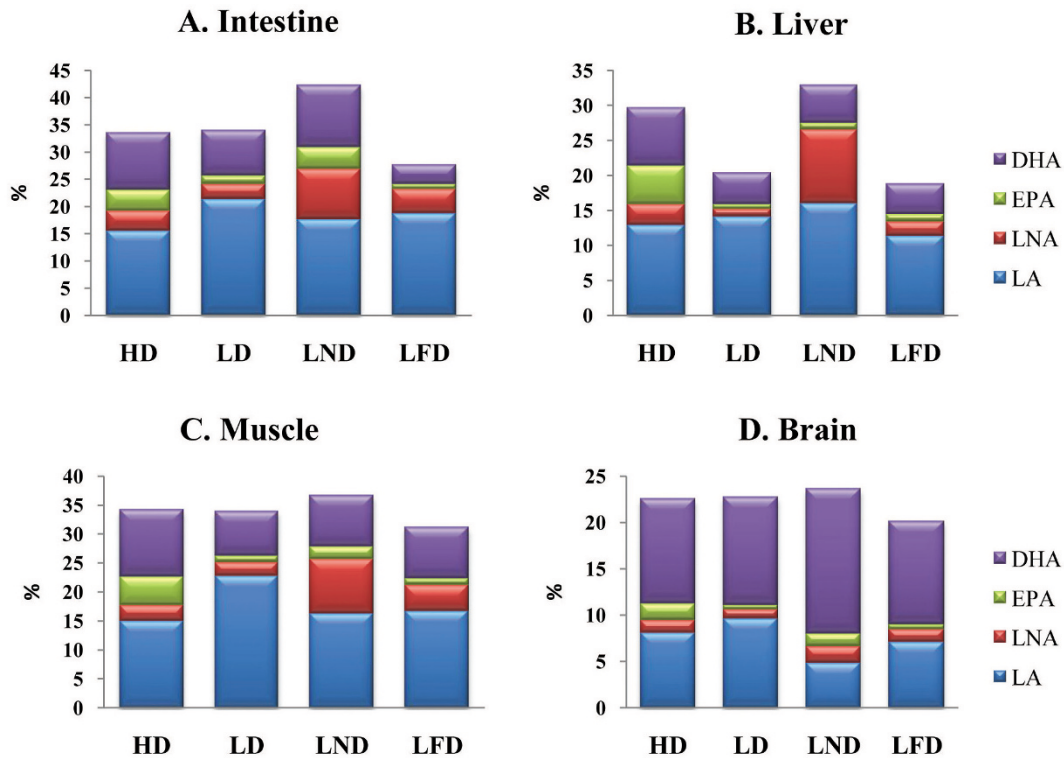 A. Intestine
45
40
35
30
25
20
15
10
5
0
%
HD LD LND LFD
B. Liver
35
30
25
20
15
10
5
0
%
HD LD LND LFD
DHA
EPA
LNA
LA
C. Muscle
40
35
30
25
20
15
10
5
0
%
HD LD LND LFD
D. Brain
25
20
15
10
5
0
%
HD LD LND LFD
DHA
EPA
LNA
LA